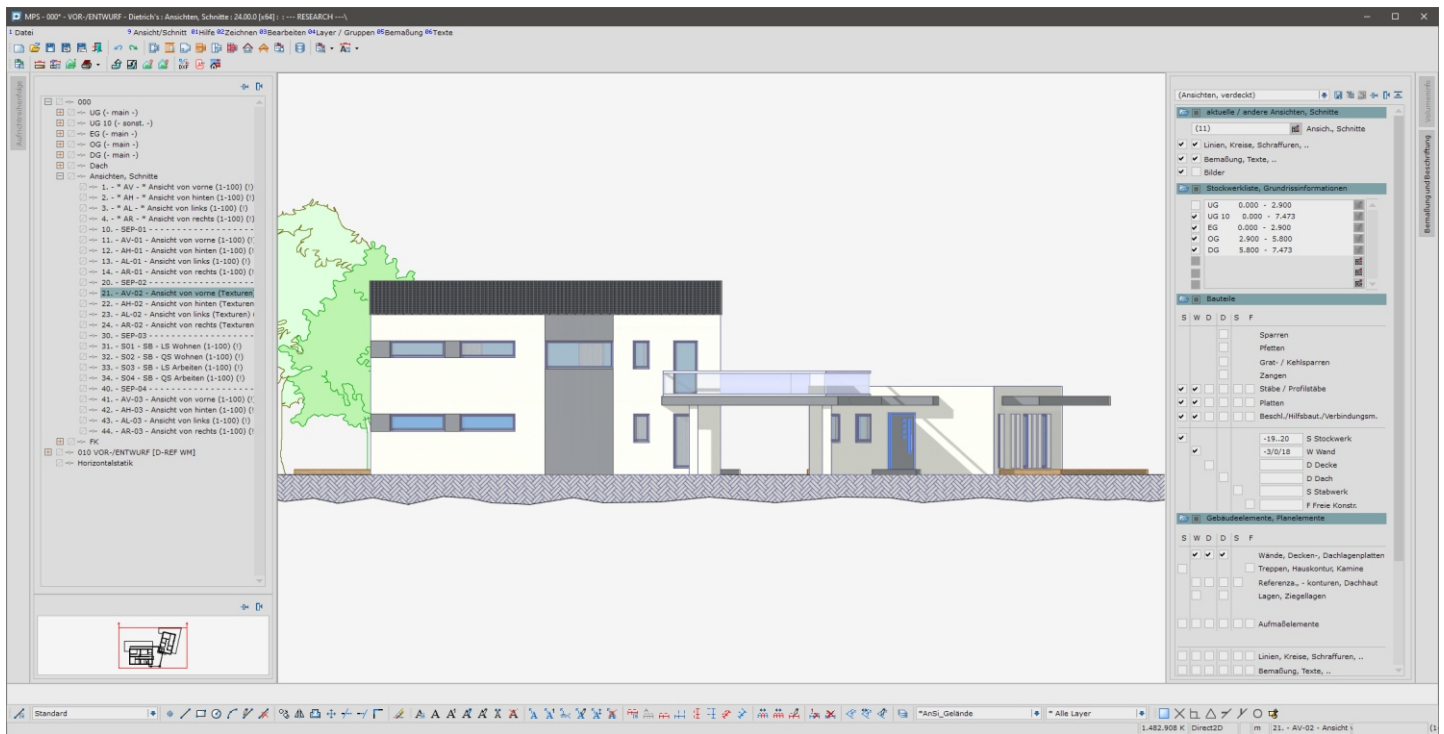 MPS - 000* - VOR-/ENTWURF - Dietrich's : Ansichten, Schnitte : 24.00.0 [x64] : : --- RESEARCH ---\
1 Datei 9 Ansicht/Schnitt 01Hilfe 02Zeichnen 03Bearbeiten 04Layer / Gruppen 05Bemaßung 06Texte
Aufrichtreihenfolge
000
UG (- main -)
UG 10 (- sonst. -)
EG (- main -)
OG (- main -)
DG (- main -)
Dach
Ansichten, Schnitte
1. - * AV - * Ansicht von vorne (1-100) (!)
2. - * AH - * Ansicht von hinten (1-100) (!)
3. - * AL - * Ansicht von links (1-100) (!)
4. - * AR - * Ansicht von rechts (1-100) (!)
10. - SEP-01 - - - - - - - - - - - - - - - - - -
11. - AV-01 - Ansicht von vorne (1-100) (!)
12. - AH-01 - Ansicht von hinten (1-100) (!
13. - AL-01 - Ansicht von links (1-100) (!)
14. - AR-01 - Ansicht von rechts (1-100) (!
20. - SEP-02 - - - - - - - - - - - - - - - - - -
21. - AV-02 - Ansicht von vorne (Texturen)
22. - AH-02 - Ansicht von hinten (Texturen
23. - AL-02 - Ansicht von links (Texturen) (
24. - AR-02 - Ansicht von rechts (Texturen
30. - SEP-03 - - - - - - - - - - - - - - - - - -
31. - S01 - SB - LS Wohnen (1-100) (!)
32. - S02 - SB - QS Wohnen (1-100) (!)
33. - S03 - SB - LS Arbeiten (1-100) (!)
34. - S04 - SB - QS Arbeiten (1-100) (!)
40. - SEP-04 - - - - - - - - - - - - - - - - - -
41. - AV-03 - Ansicht von vorne (1-100) (!)
42. - AH-03 - Ansicht von hinten (1-100) (!
43. - AL-03 - Ansicht von links (1-100) (!)
44. - AR-03 - Ansicht von rechts (1-100) (!
FK
010 VOR-/ENTWURF [D-REF WM]
Horizontalstatik
(Ansichten, verdeckt)
aktuelle / andere Ansichten, Schnitte
(11) Ansich., Schnitte
Linien, Kreise, Schraffuren, ..
Bemaßung, Texte, ..
Bilder
Stockwerkliste, Grundrissinformationen
UG 0.000 - 2.900
UG 10 0.000 - 7.473
EG 0.000 - 2.900
OG 2.900 - 5.800
DG 5.800 - 7.473
Bauteile
S W D D S F
Sparren
Pfetten
Grat- / Kehlsparren
Zangen
Stäbe / Profilstäbe
Platten
Beschl./Hilfsbaut./Verbindungsm.
-19..20 S Stockwerk
-3/0/18 W Wand
D Decke
D Dach
S Stabwerk
F Freie Konstr.
Gebäudeelemente, Planelemente
S W D D S F
Wände, Decken-, Dachlagenplatten
Treppen, Hauskontur, Kamine
Referenza., - konturen, Dachhaut
Lagen, Ziegellagen
Aufmaßelemente
Linien, Kreise, Schraffuren, ..
Bemaßung, Texte, ..
Volumeninfo
Bemaßung und Beschriftung
Standard *AnSi_Gelände * Alle Layer
1.482.908 K Direct2D m 21. - AV-02 - Ansicht v (1-